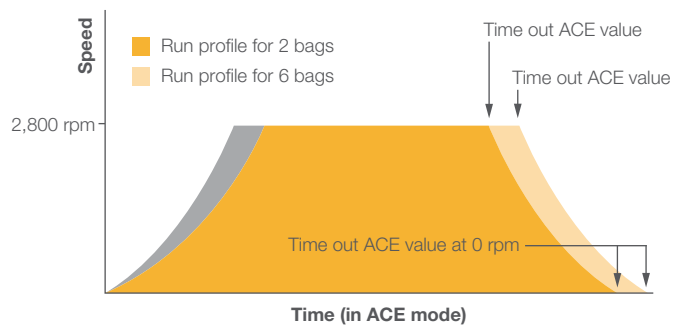 Speed
Time out ACE value
Run profile for 2 bags
Run profile for 6 bags
Time out ACE value
2,800 rpm
Time out ACE value at 0 rpm
Time (in ACE mode)